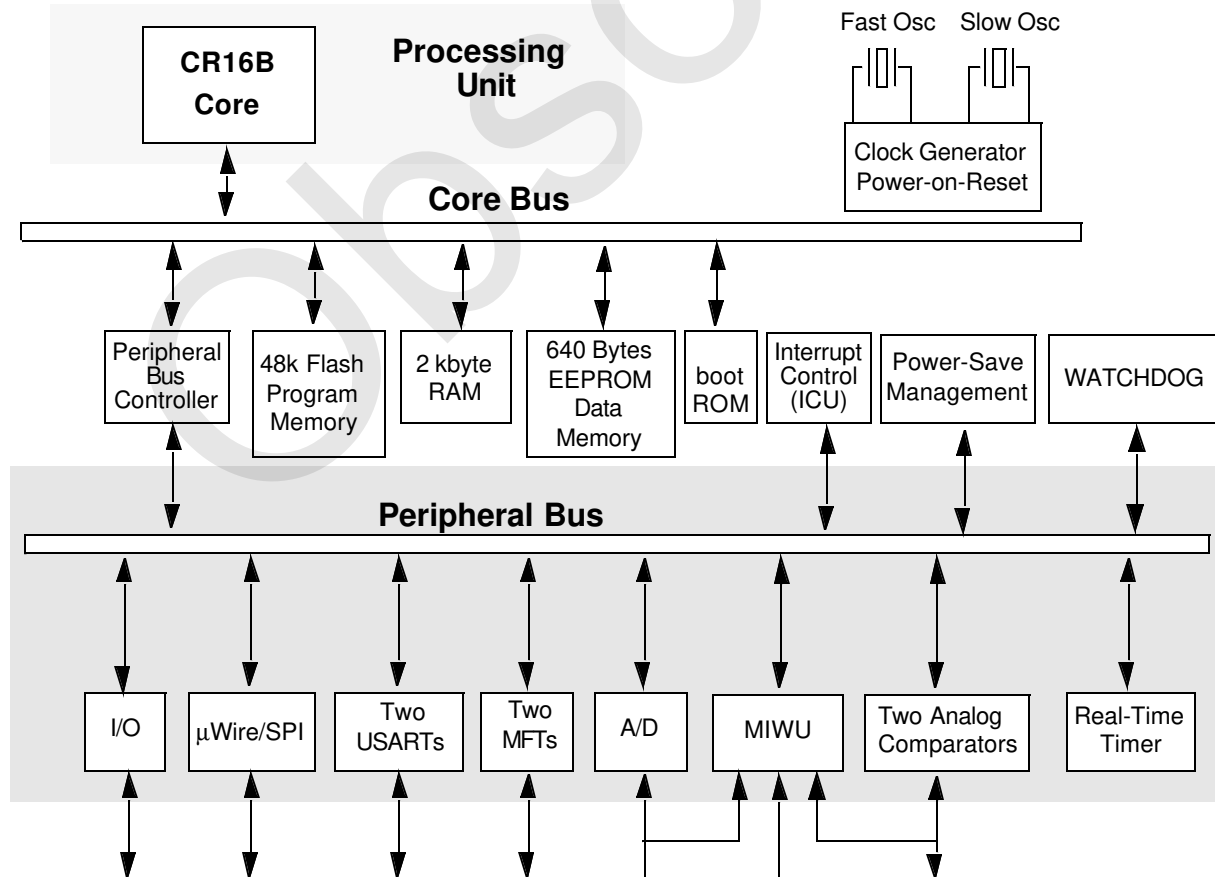 Fast Osc Slow Osc
CR16B
Core
Processing
Unit
Clock Generator
Power-on-Reset
Core Bus
Peripheral
Bus
Controller
48k Flash
Program
Memory
2 kbyte
RAM
640 Bytes
EEPROM
Data
Memory
boot
ROM
Interrupt
Control
(ICU)
Power-Save
Management
WATCHDOG
Peripheral Bus
I/O
μWire/SPI
Two
USARTs
Two
MFTs
A/D
MIWU
Two Analog
Comparators
Real-Time
Timer
Obso